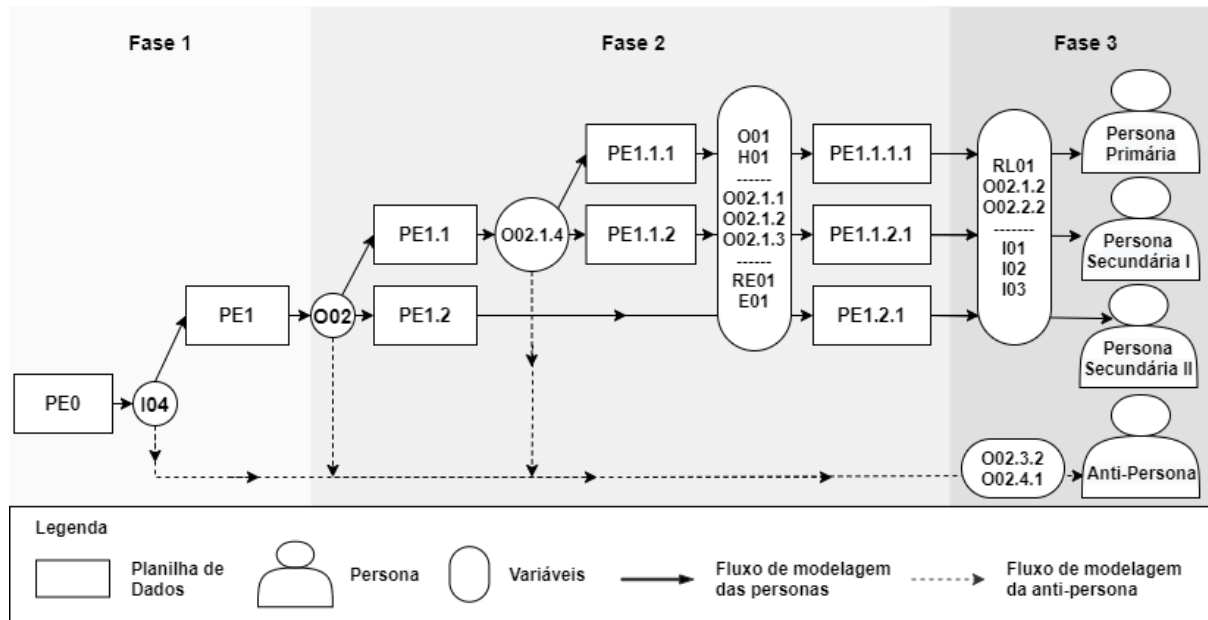 Fase 1
Fase 2
Fase 3
PE0
I04
PE1
O02
PE1.1
PE1.2
O02.1.4
PE1.1.1
PE1.1.2
O01
H01
------
O02.1.1
O02.1.2
O02.1.3
------
RE01
E01
PE1.1.1.1
PE1.1.2.1
PE1.2.1
RL01
O02.1.2
O02.2.2
-------
I01
I02
I03
Persona
Primária
Persona
Secundária I
Persona
Secundária II
O02.3.2
O02.4.1
Anti-Persona
Legenda
Planilha de
Dados
Persona
Variáveis
Fluxo de modelagem
das personas
Fluxo de modelagem
da anti-persona